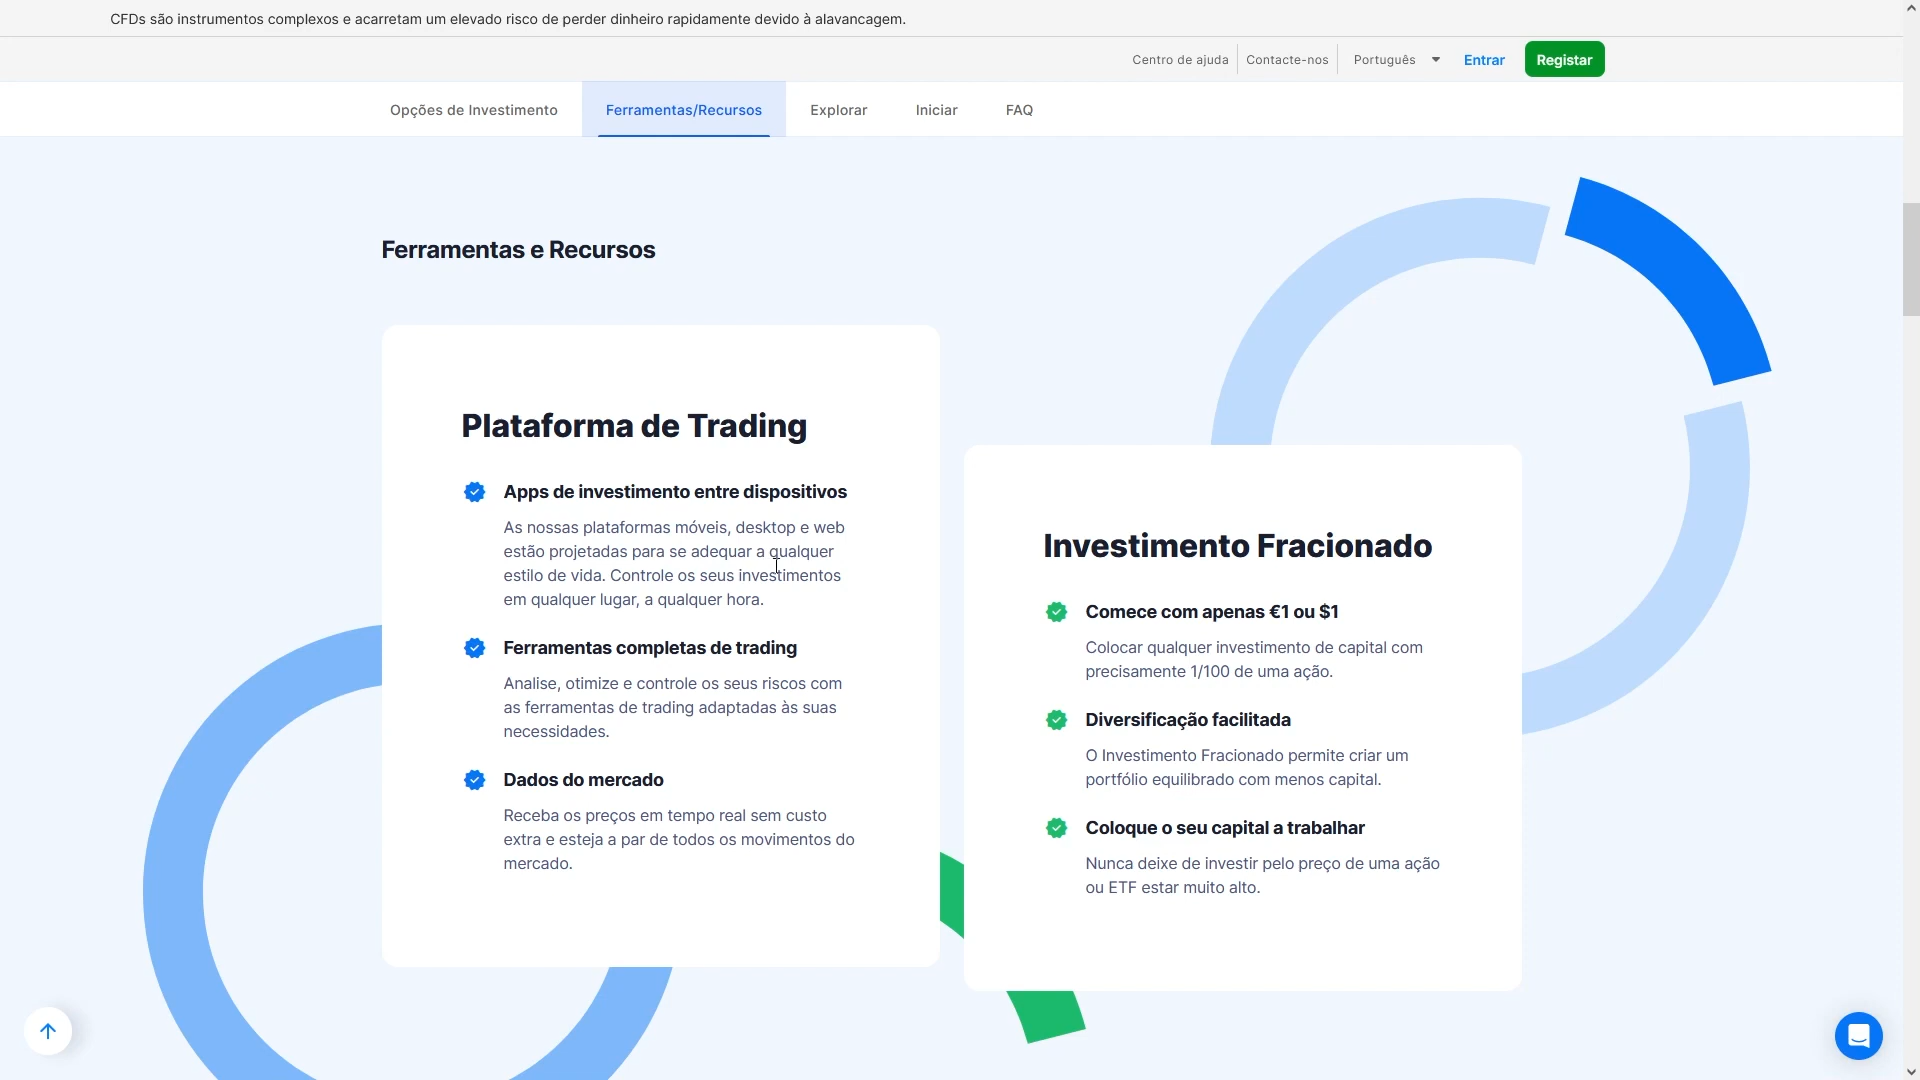 CFDs são instrumentos complexos e acarretam um elevado risco de perder dinheiro rapidamente devido à alavancagem.
Centro de ajuda
Contacte-nos
Português
Entrar
Registar
Opções de Investimento
Ferramentas/Recursos
Explorar
Iniciar
FAQ
Ferramentas e Recursos
Plataforma de Trading
Apps de investimento entre dispositivos
As nossas plataformas móveis, desktop e web
estão projetadas para se adequar a qualquer
estilo de vida. Controle os seus investimentos
em qualquer lugar, a qualquer hora.
Ferramentas completas de trading
Analise, otimize e controle os seus riscos com
as ferramentas de trading adaptadas às suas
necessidades.
Dados do mercado
Receba os preços em tempo real sem custo
extra e esteja a par de todos os movimentos do
mercado.
Investimento Fracionado
Comece com apenas €1 ou $1
Colocar qualquer investimento de capital com
precisamente 1/100 de uma ação.
Diversificação facilitada
O Investimento Fracionado permite criar um
portfólio equilibrado com menos capital.
Coloque o seu capital a trabalhar
Nunca deixe de investir pelo preço de uma ação
ou ETF estar muito alto.